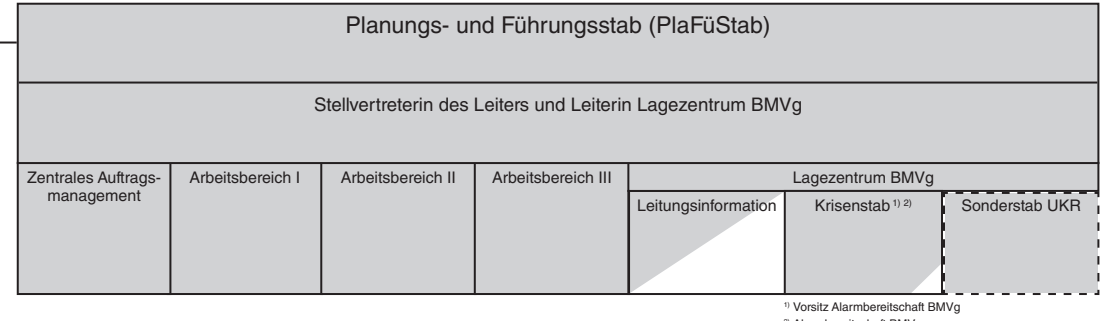 Planungs- und Führungsstab (PlaFüStab)
Stellvertreterin des Leiters und Leiterin Lagezentrum BMVg
Zentrales Auftrags-
management
Arbeitsbereich I
Arbeitsbereich II
Arbeitsbereich III
Lagezentrum BMVg
Leitungsinformation
Krisenstab 1) 2)
Sonderstab UKR
1) Vorsitz Alarmbereitschaft BMVg